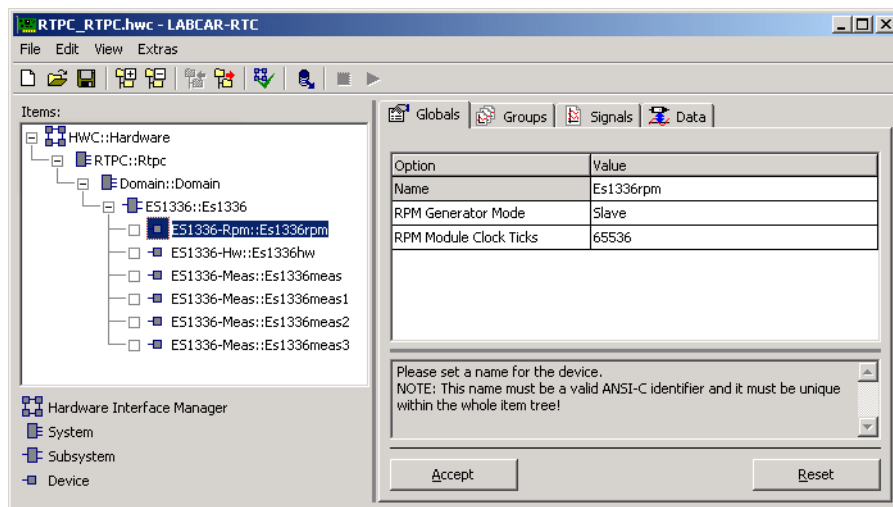 RTPC_RTPC.hwc - LABCAR-RTC
File Edit View Extras
Items:
HWC::Hardware
RTPC::Rtpc
Domain::Domain
ES1336::Es1336
ES1336-Rpm::Es1336rpm
ES1336-Hw::Es1336hw
ES1336-Meas::Es1336meas
ES1336-Meas::Es1336meas1
ES1336-Meas::Es1336meas2
ES1336-Meas::Es1336meas3
Hardware Interface Manager
System
Subsystem
Device
Globals Groups Signals Data
Option Value
Name Es1336rpm
RPM Generator Mode Slave
RPM Module Clock Ticks 65536
Please set a name for the device.
NOTE: This name must be a valid ANSI-C identifier and it must be unique
within the whole item tree!
Accept Reset